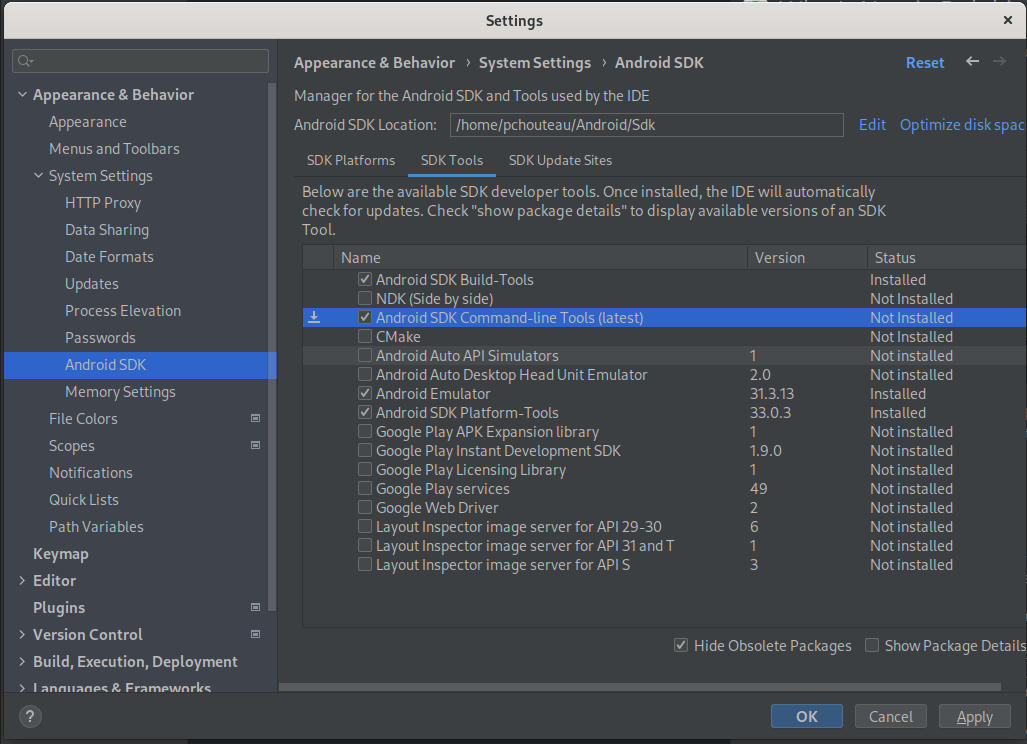 Settings
Appearance & Behavior
Appearance
Menus and Toolbars
System Settings
HTTP Proxy
Data Sharing
Date Formats
Updates
Process Elevation
Passwords
Android SDK
Memory Settings
File Colors
Scopes
Notifications
Quick Lists
Path Variables
Keymap
Editor
Plugins
Version Control
Build, Execution, Deployment
Languages & Frameworks
Appearance & Behavior › System Settings › Android SDK Reset
Manager for the Android SDK and Tools used by the IDE
Android SDK Location: /home/pchouteau/Android/Sdk Edit Optimize disk spac
SDK Platforms SDK Tools SDK Update Sites
Below are the available SDK developer tools. Once installed, the IDE will automatically
check for updates. Check "show package details" to display available versions of an SDK
Tool.
Name Version Status
Android SDK Build-Tools Installed
NDK (Side by side) Not Installed
Android SDK Command-line Tools (latest) Not Installed
CMake Not Installed
Android Auto API Simulators 1 Not installed
Android Auto Desktop Head Unit Emulator 2.0 Not installed
Android Emulator 31.3.13 Installed
Android SDK Platform-Tools 33.0.3 Installed
Google Play APK Expansion library 1 Not installed
Google Play Instant Development SDK 1.9.0 Not installed
Google Play Licensing Library 1 Not installed
Google Play services 49 Not installed
Google Web Driver 2 Not installed
Layout Inspector image server for API 29-30 6 Not installed
Layout Inspector image server for API 31 and T 1 Not installed
Layout Inspector image server for API S 3 Not installed
Hide Obsolete Packages Show Package Details
? OK Cancel Apply